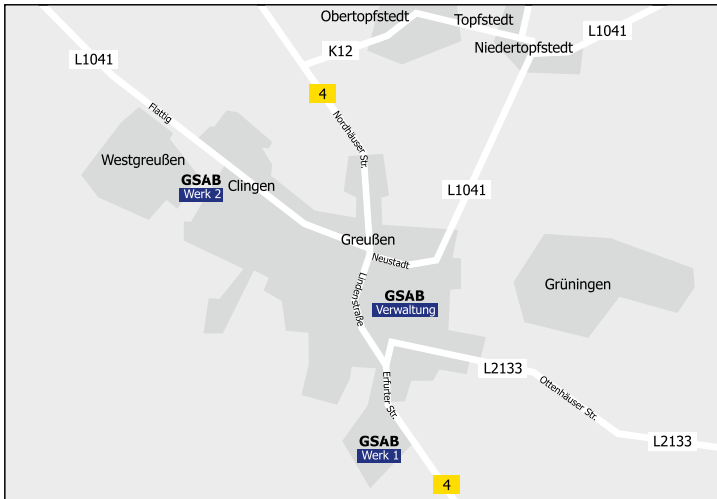 Obertopfstedt
Topfstedt
L1041
K12
Niedertopfstedt
L1041
4
Flattig
Nordhäuser Str.
Westgreußen
GSAB
Werk 2
Clingen
L1041
Greußen
Neustadt
Grüningen
Lindenstraße
GSAB
Verwaltung
L2133
Erfurter Str.
Ottenhäuser Str.
GSAB
Werk 1
L2133
4